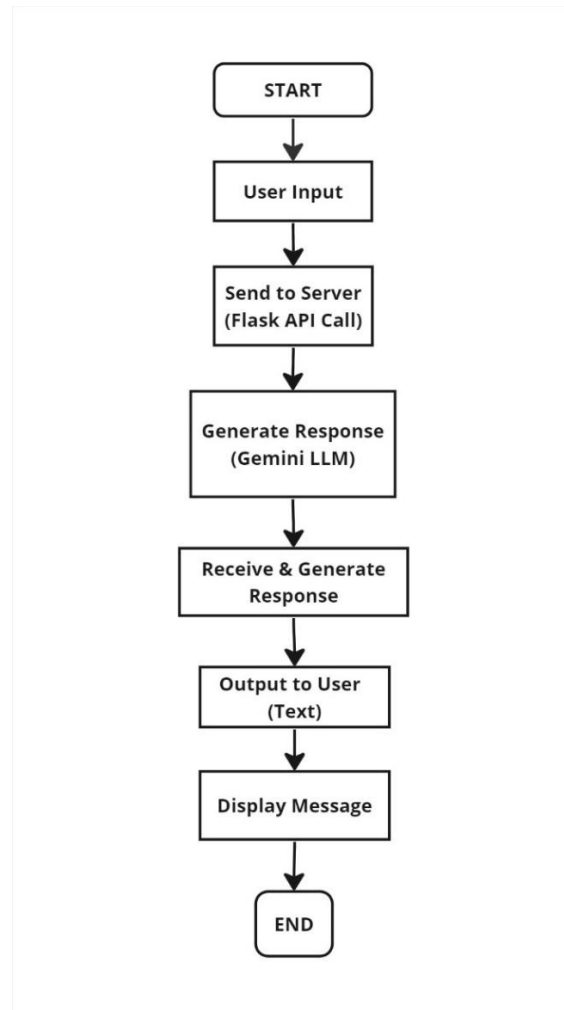 START
User Input
Send to Server
(Flask API Call)
Generate Response
(Gemini LLM)
Receive & Generate
Response
Output to User
(Text)
Display Message
END